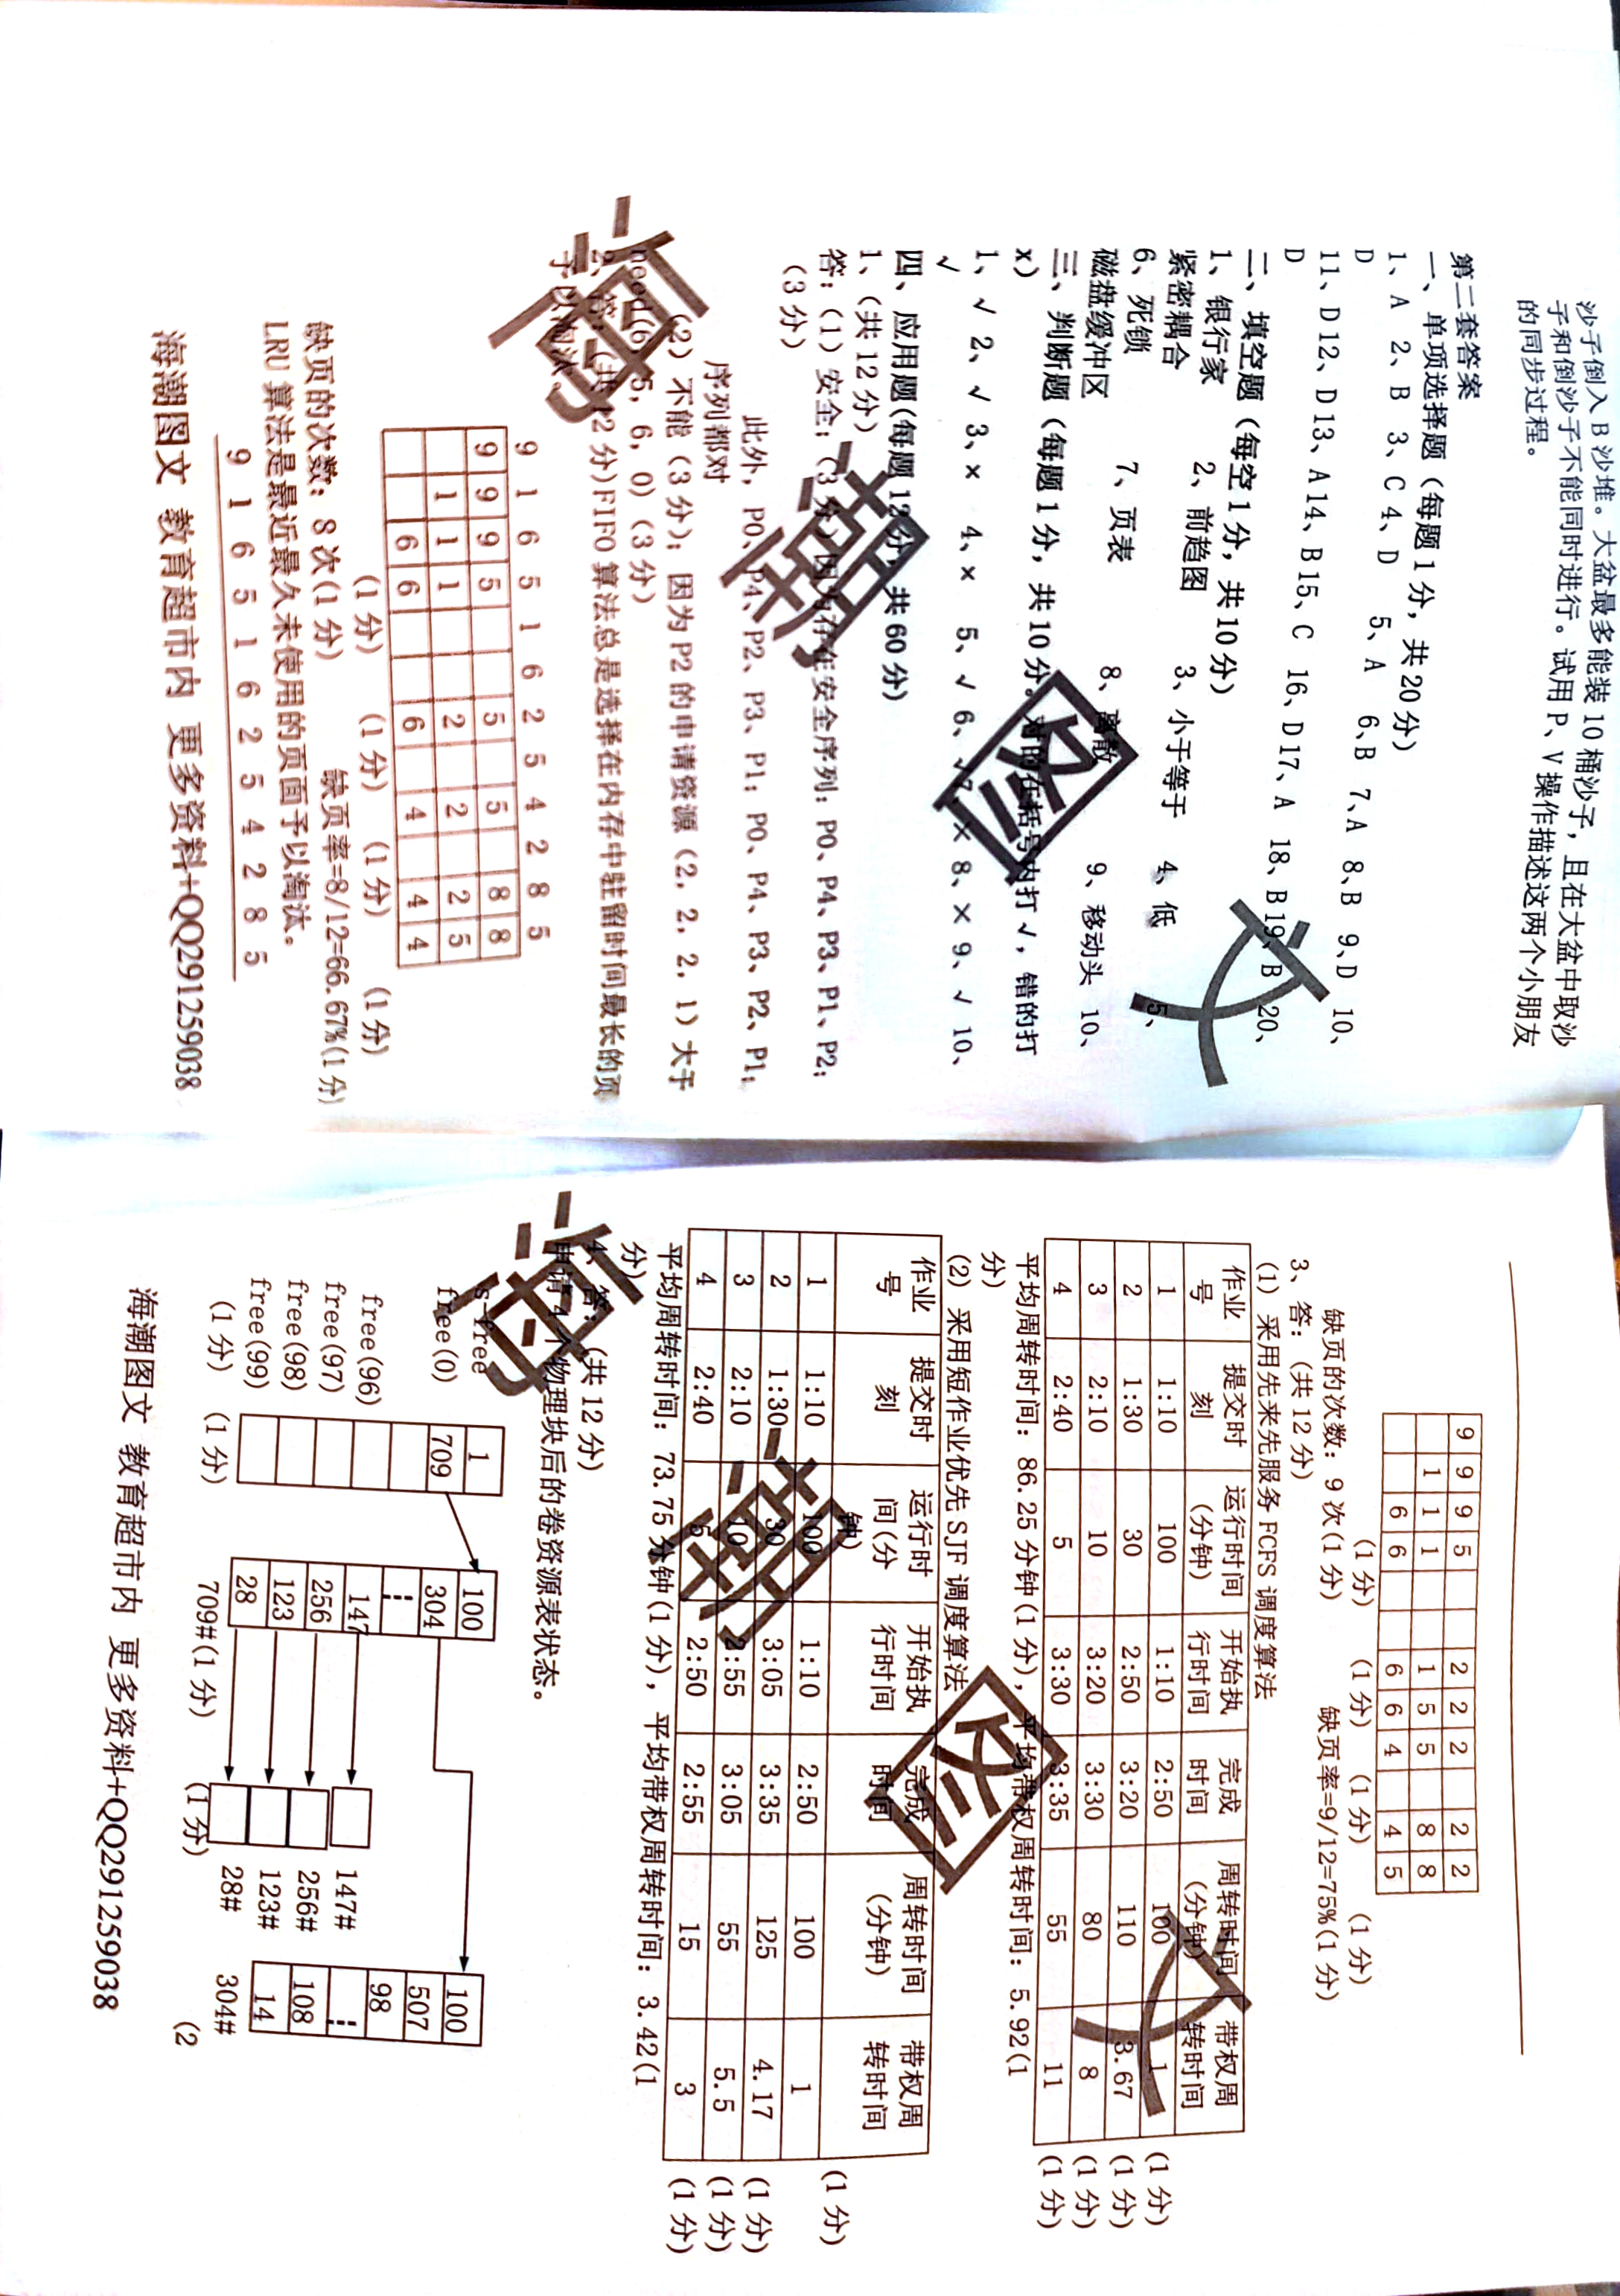 沙子倒入 B 沙堆。大盆最多能装 10 桶沙子，且在大盆中取沙
子和倒沙子不能同时进行。试用 P、V 操作描述这两个小朋友
的同步过程。
第二套答案
一、单项选择题（每题 1 分，共 20 分）
1、A 2、B 3、C 4、D 5、A 6、B 7、A 8、B 9、D 10、
D
11、D 12、D 13、A 14、B 15、C 16、D 17、A 18、B 19、B 20、
D
二、填空题（每空 1 分，共 10 分）
1、银行家 2、前趋图 3、小于等于 4、低 5、
紧密耦合
6、死锁 7、页表 8、离散 9、移动头 10、
磁盘缓冲区
三、判断题（每题 1 分，共 10 分。对的在括号内打 √，错的打
x）
1、√ 2、√ 3、× 4、× 5、√ 6、√ 7、× 8、× 9、√ 10、
√
四、应用题（每题 12 分，共 60 分）
1、（共 12 分）
答：（1）安全；（3 分）因为存在安全序列：P0、P4、P3、P1、P2；
（3 分）
此外，P0、P4、P2、P3、P1；P0、P4、P3、P2、P1；
序列都对
（2）不能（3 分）；因为 P2 的申请资源（2，2，2，1）大于
need(6，5，6，0)（3 分）
2、答：（共 12 分）FIFO 算法总是选择在内存中驻留时间最长的页
予以淘汰。
9 1 6 5 1 6 2 5 4 2 8 5
9 9 9 5 5 5 8 8
1 1 1 2 2 2 5
6 6 6 4 4 4
(1 分) (1 分) (1 分) (1 分)
缺页的次数：8 次(1 分) 缺页率=8/12=66.67%(1 分)
LRU 算法是最近最久未使用的页面予以淘汰。
9 1 6 5 1 6 2 5 4 2 8 5
海潮图文 教育超市内 更多资料+QQ291259038
9 9 9 5 2 2 2 2 2
1 1 1 1 5 5 8 8
6 6 6 6 4 4 5
(1 分) (1 分) (1 分) (1 分)
缺页的次数：9 次(1 分) 缺页率=9/12=75%(1 分)
3、答：（共 12 分）
(1) 采用先来先服务 FCFS 调度算法
作业号 提交时刻 运行时间(分钟) 开始执行时间 完成时间 周转时间(分钟) 带权周转时间
1 1:10 100 1:10 2:50 100 1 (1 分)
2 1:30 30 2:50 3:20 110 3.67 (1 分)
3 2:10 10 3:20 3:30 80 8 (1 分)
4 2:40 5 3:30 3:35 55 11 (1 分)
平均周转时间：86.25 分钟(1 分)，平均带权周转时间：5.92(1
分)
(2) 采用短作业优先 SJF 调度算法
作业号 提交时刻 运行时间(分钟) 开始执行时间 完成时间 周转时间(分钟) 带权周转时间
1 1:10 100 1:10 2:50 100 1 (1 分)
2 1:30 30 3:05 3:35 125 4.17 (1 分)
3 2:10 10 2:55 3:05 55 5.5 (1 分)
4 2:40 5 2:50 2:55 15 3 (1 分)
平均周转时间：73.75 分钟(1 分)，平均带权周转时间：3.42(1
分)
4、答：（共 12 分）
申请 4 个物理块后的卷资源表状态。
s-free 1 100 100
free(0) 709 304 507
98
free(96) 147 147#
free(97) 256 256# 108
free(98) 123 123# 14
free(99) 28 28# 304#
(1 分) (1 分) 709#(1 分) (1 分) (2
海潮图文 教育超市内 更多资料+QQ291259038
海潮图文
海潮图文